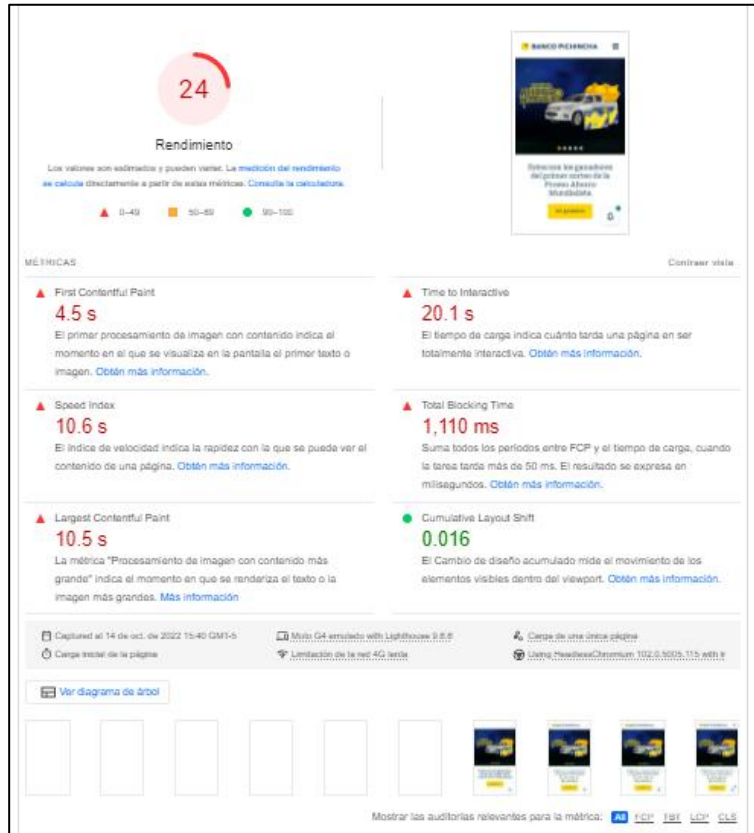 24
Rendimiento
Los valores son estimados y pueden variar. La medición del rendimiento
se calcula directamente a partir de estas métricas. Consulta la calculadora.
0–49
50–89
90–100
BANCO PICHINCHA
Estos son los ganadores
del primer sorteo de la
Promo Ahorro
Mundialista
MÉTRICAS
Contraer vista
First Contentful Paint
4.5 s
El primer procesamiento de imagen con contenido indica el
momento en el que se visualiza en la pantalla el primer texto o
imagen. Obtén más información.
Time to Interactive
20.1 s
El tiempo de carga indica cuánto tarda una página en ser
totalmente interactiva. Obtén más información.
Speed Index
10.6 s
El índice de velocidad indica la rapidez con la que se puede ver el
contenido de una página. Obtén más información.
Total Blocking Time
1,110 ms
Suma todos los períodos entre FCP y el tiempo de carga, cuando
la tarea tarda más de 50 ms. El resultado se expresa en
milisegundos. Obtén más información.
Largest Contentful Paint
10.5 s
La métrica "Procesamiento de imagen con contenido más
grande" indica el momento en que se renderiza el texto o la
imagen más grandes. Más información
Cumulative Layout Shift
0.016
El Cambio de diseño acumulado mide el movimiento de los
elementos visibles dentro del viewport. Obtén más información.
Captured at 14 de oct. de 2022 15:40 GMT-5
Moto G4 emulado with Lighthouse 9.6.6
Carga de una única página
Carga inicial de la página
Limitación de la red 4G lenta
Using HeadlessChromium 102.0.5005.115 with lr
Ver diagrama de árbol
Mostrar las auditorías relevantes para la métrica: All FCP TBT LCP CLS